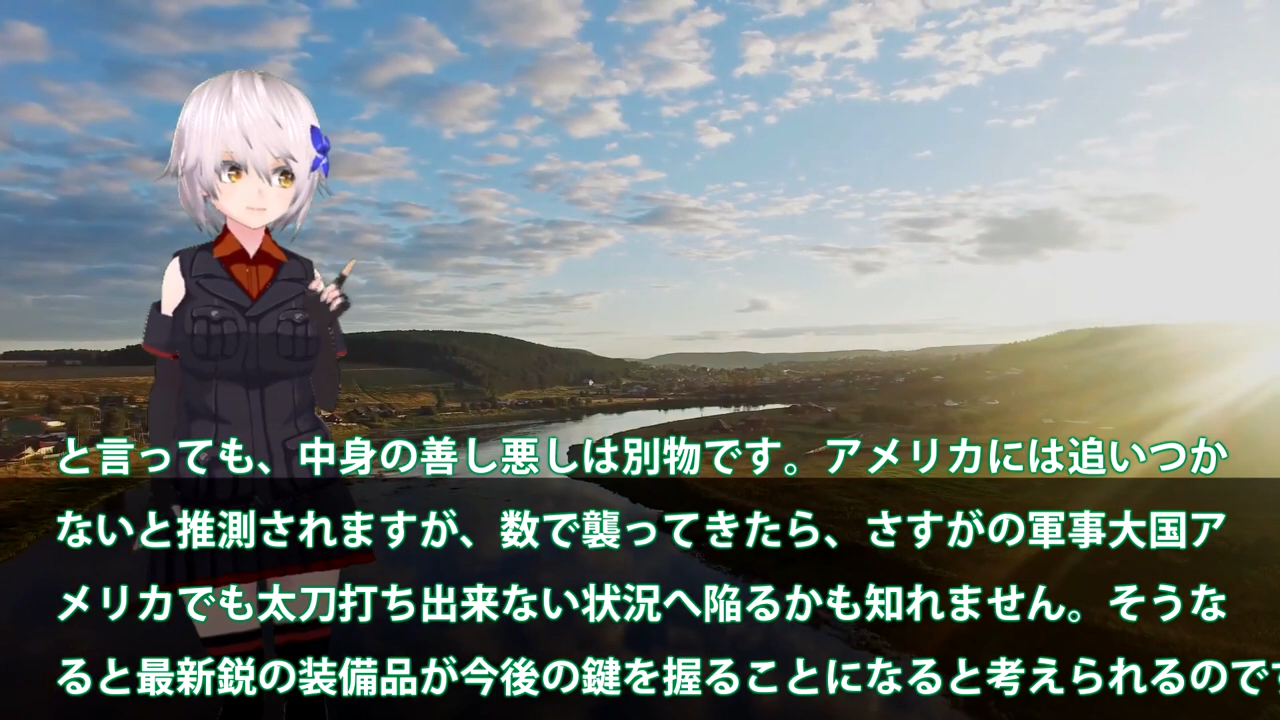 と言っても、中身の善し悪しは別物です。アメリカには追いつか
ないと推測されますが、数で襲ってきたら、さすがの軍事大国ア
メリカでも太刀打ち出来ない状況へ陥るかも知れません。そうな
ると最新鋭の装備品が今後の鍵を握ることになると考えられるのです